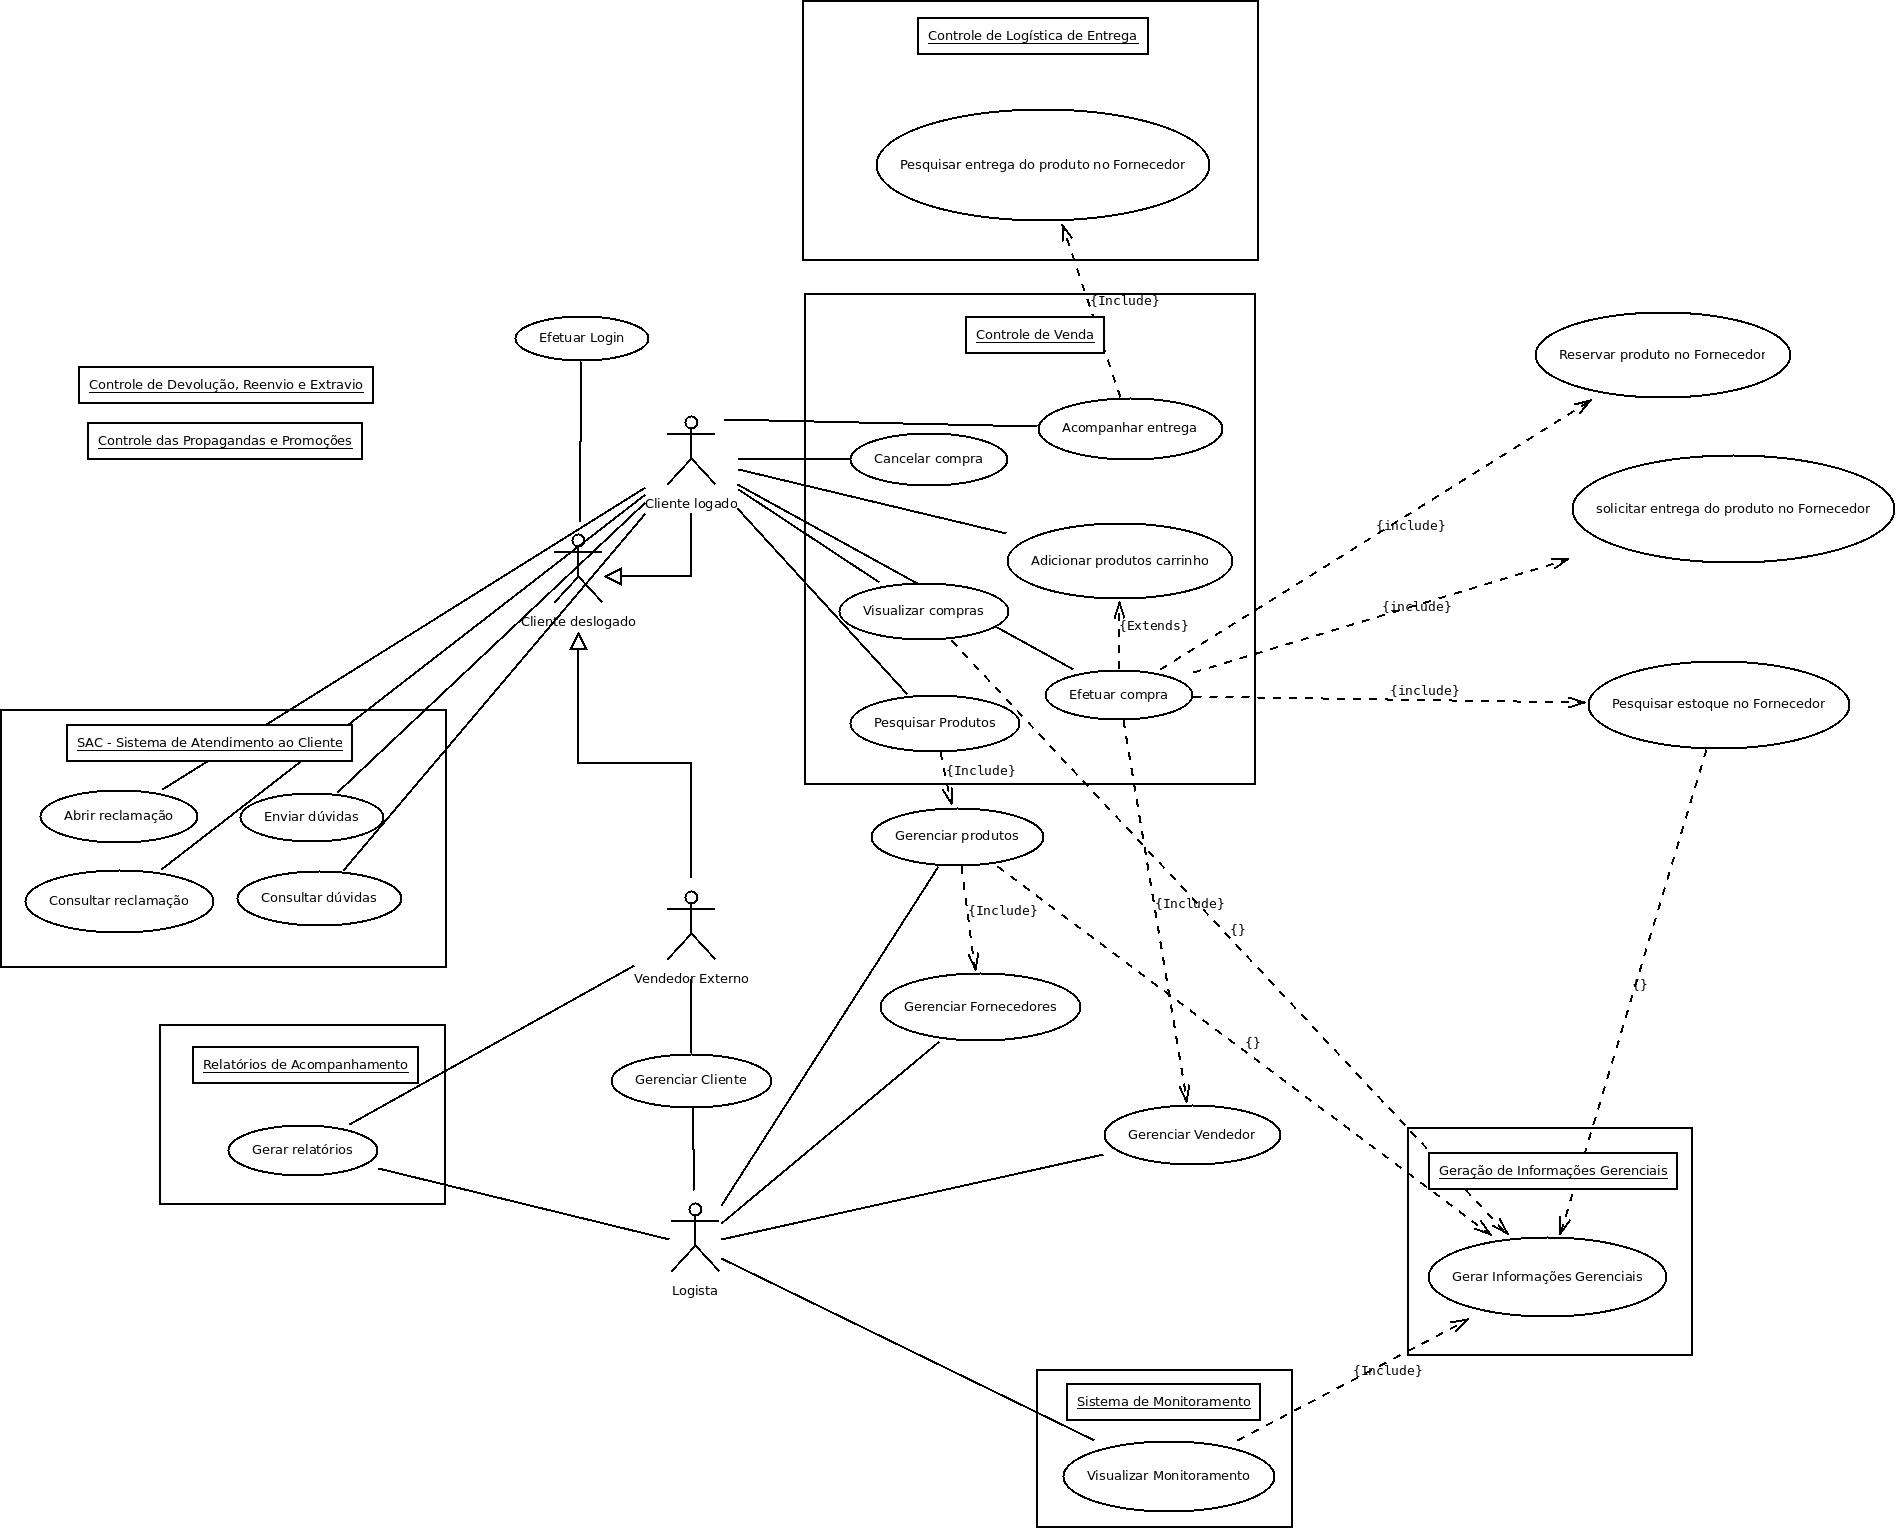 Controle de Logística de Entrega
Pesquisar entrega do produto no Fornecedor
{Include}
Controle de Venda
Efetuar Login
Reservar produto no Fornecedor
Controle de Devolução, Reenvio e Extravio
Controle das Propagandas e Promoções
Acompanhar entrega
Cancelar compra
Cliente logado
solicitar entrega do produto no Fornecedor
{include}
Adicionar produtos carrinho
{include}
Visualizar compras
Cliente deslogado
{Extends}
{include}
Efetuar compra
Pesquisar estoque no Fornecedor
Pesquisar Produtos
SAC - Sistema de Atendimento ao Cliente
{Include}
Abrir reclamação
Enviar dúvidas
Gerenciar produtos
Consultar reclamação
Consultar dúvidas
{Include}
{Include}
{}
Vendedor Externo
{}
Gerenciar Fornecedores
{}
Relatórios de Acompanhamento
Gerenciar Cliente
Gerenciar Vendedor
Gerar relatórios
Geração de Informações Gerenciais
Gerar Informações Gerenciais
Logista
{Include}
Sistema de Monitoramento
Visualizar Monitoramento